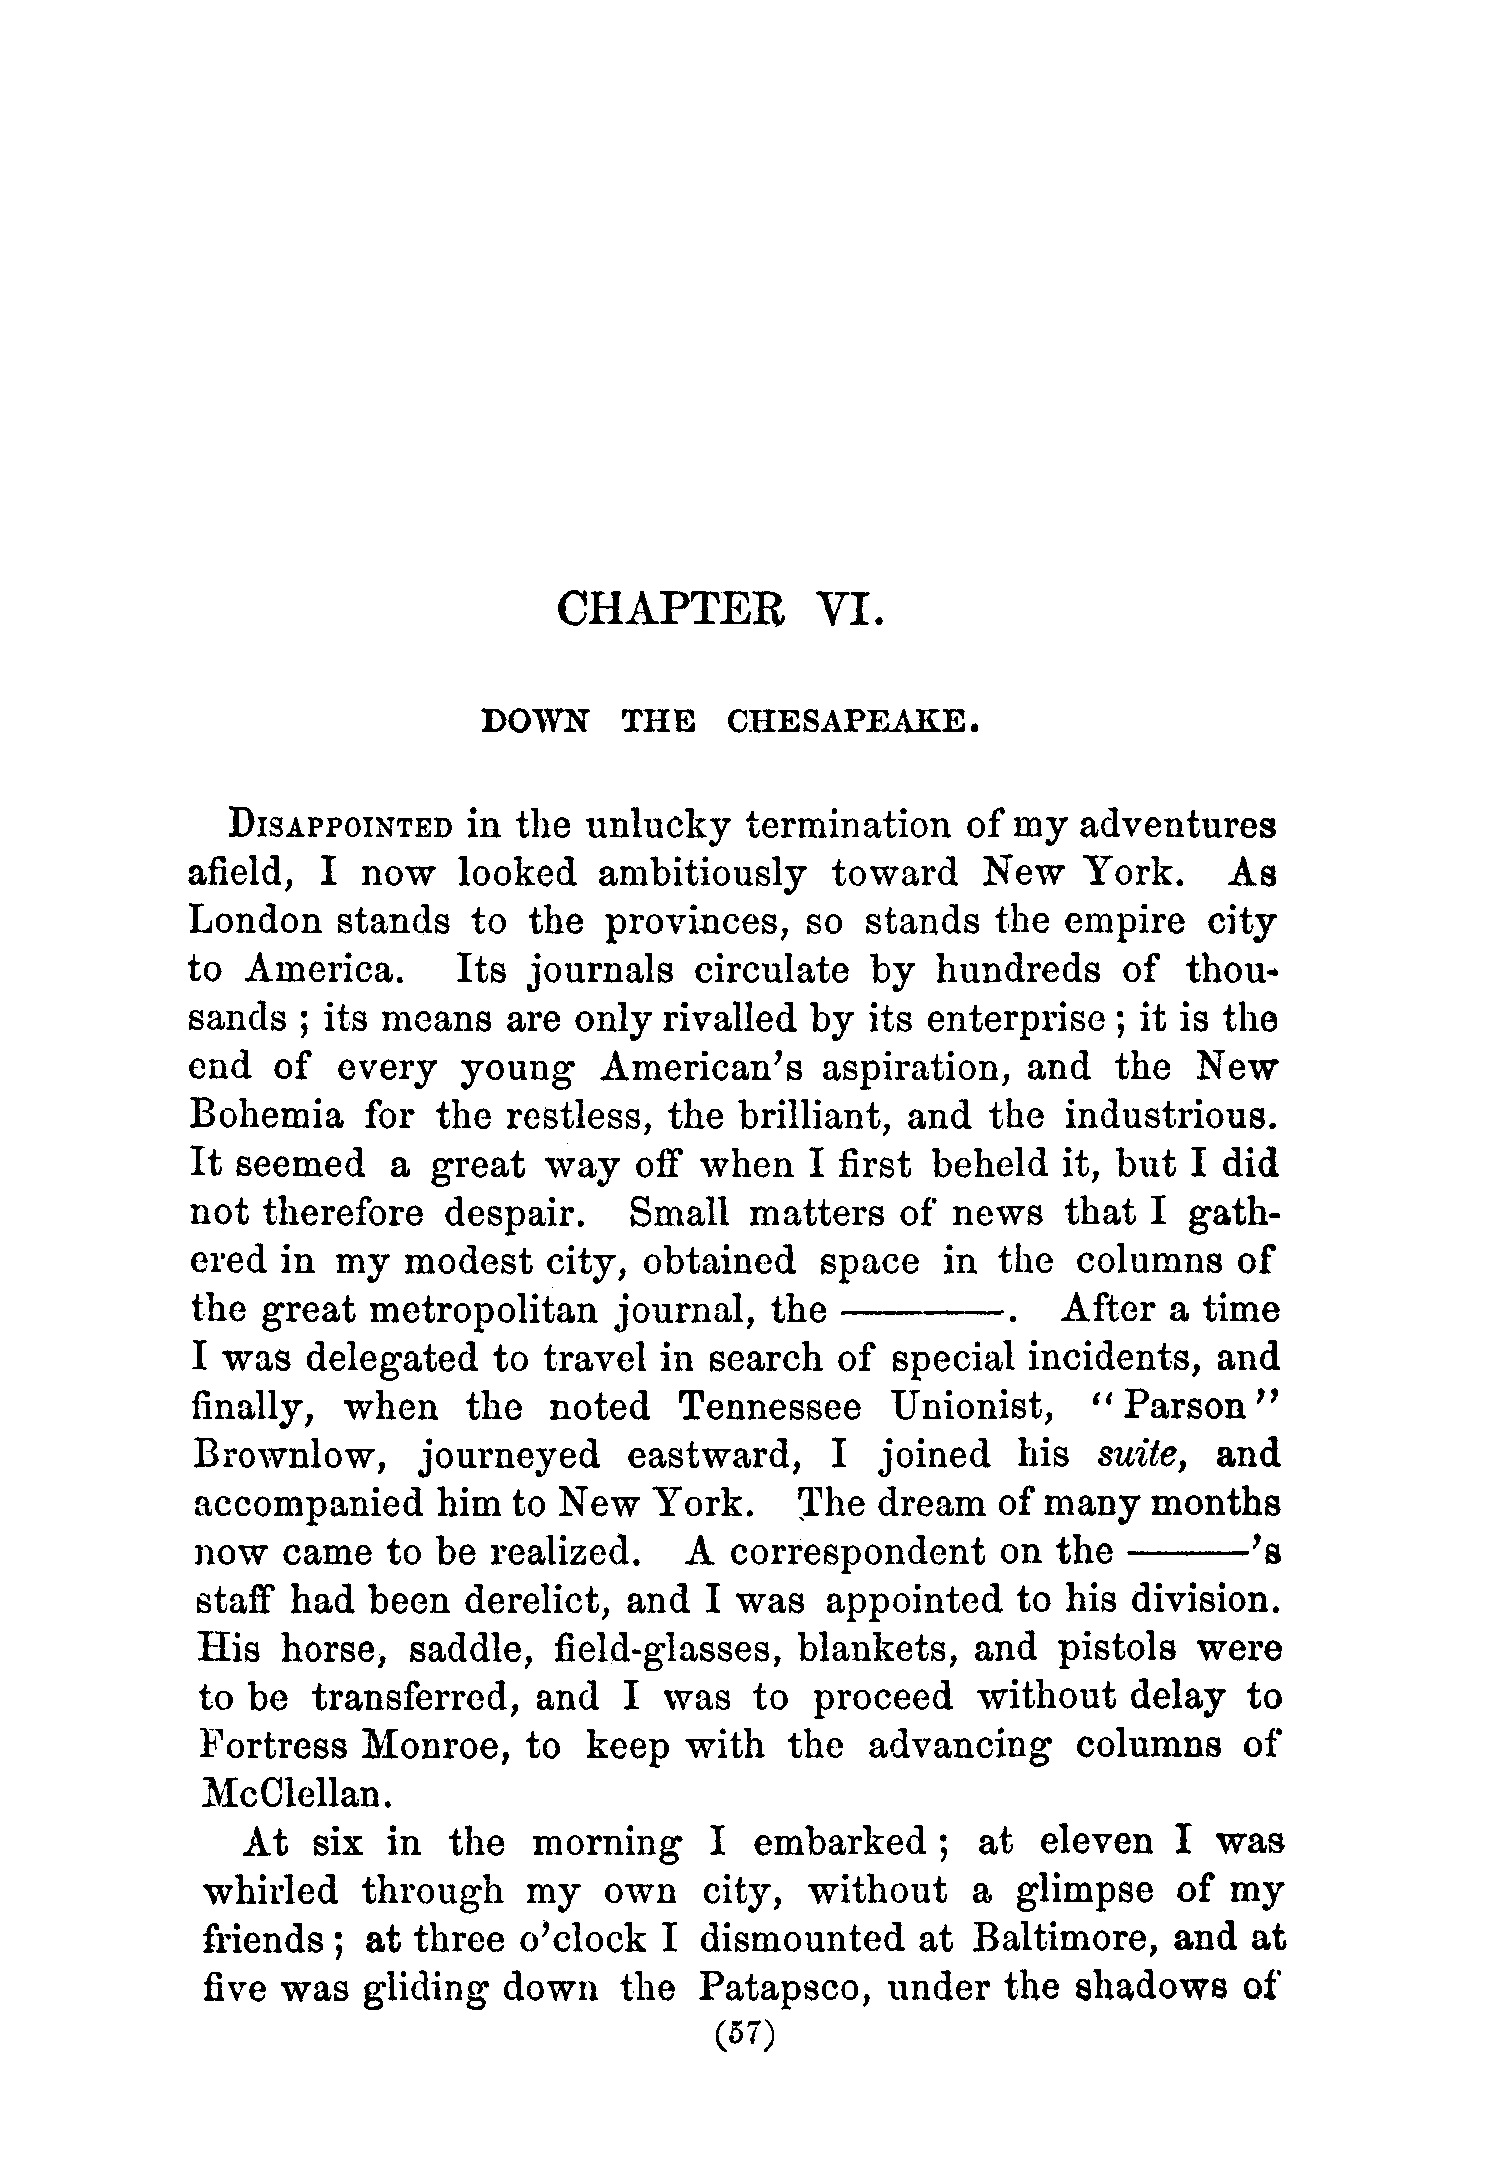 CHAPTER VI.
DOWN THE CHESAPEAKE.
DISAPPOINTED in the unlucky termination of my adventures
afield, I now looked ambitiously toward New York. As
London stands to the provinces, so stands the empire city
to America. Its journals circulate by hundreds of thou-
sands ; its means are only rivalled by its enterprise ; it is the
end of every young American's aspiration, and the New
Bohemia for the restless, the brilliant, and the industrious.
It seemed a great way off when I first beheld it, but I did
not therefore despair. Small matters of news that I gath-
ered in my modest city, obtained space in the columns of
the great metropolitan journal, the ———. After a time
I was delegated to travel in search of special incidents, and
finally, when the noted Tennessee Unionist, "Parson"
Brownlow, journeyed eastward, I joined his suite, and
accompanied him to New York. The dream of many months
now came to be realized. A correspondent on the ———'s
staff had been derelict, and I was appointed to his division.
His horse, saddle, field-glasses, blankets, and pistols were
to be transferred, and I was to proceed without delay to
Fortress Monroe, to keep with the advancing columns of
McClellan.
At six in the morning I embarked ; at eleven I was
whirled through my own city, without a glimpse of my
friends ; at three o'clock I dismounted at Baltimore, and at
five was gliding down the Patapsco, under the shadows of
(57)